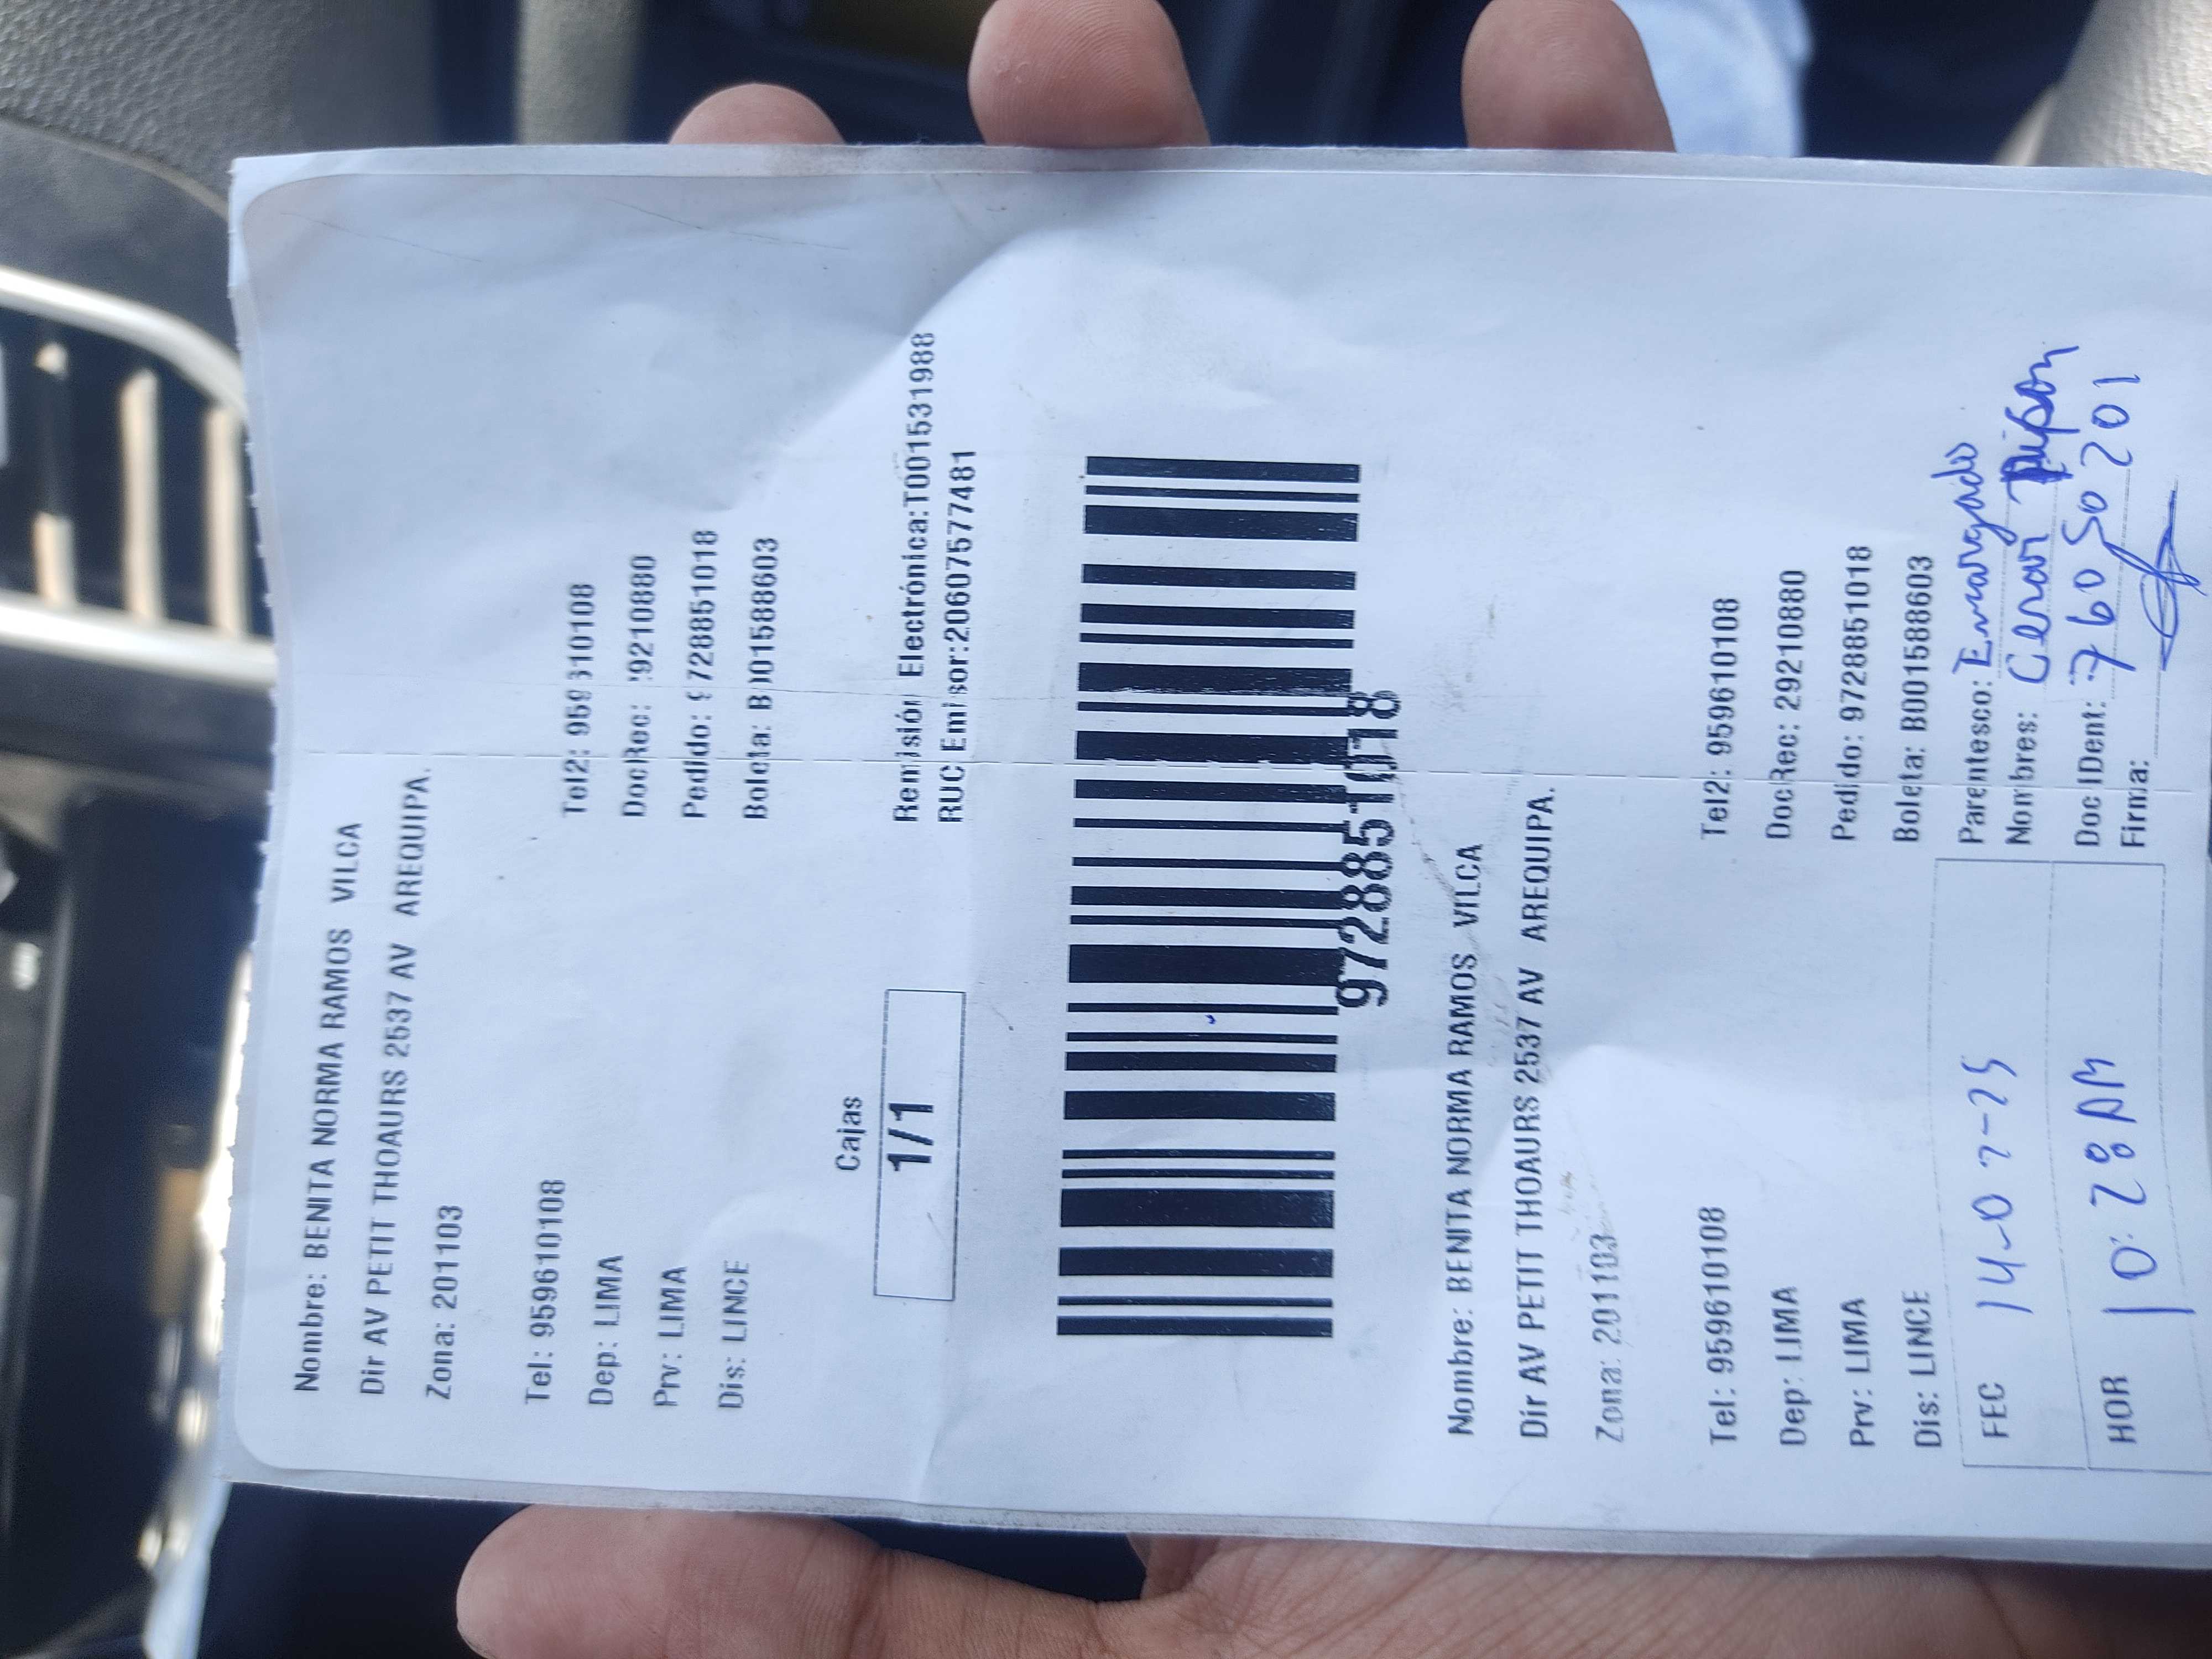 Nombre: BENITA NORMA RAMOS VILCA
Dir AV PETIT THOAURS 2537 AV AREQUIPA.
Zona: 201103
Tel: 959610108 Tel2: 959610108
Dep: LIMA DocRec: 29210880
Prv: LIMA Pedido: 9728851018
Dis: LINCE Boleta: B001588603
Cajas
1/1
Remisión Electrónica:T001531988
RUC Emisor:20607577481
9728851018
Nombre: BENITA NORMA RAMOS VILCA
Dir AV PETIT THOAURS 2537 AV AREQUIPA.
Zona: 201103
Tel: 959610108 Tel2: 959610108
Dep: LIMA DocRec: 29210880
Prv: LIMA Pedido: 9728851018
Dis: LINCE Boleta: B001588603
FEC 14-07-25 Parentesco: Encargado
Nombres:
HOR 10:28 AM Doc IDent: 76050201
Firma: